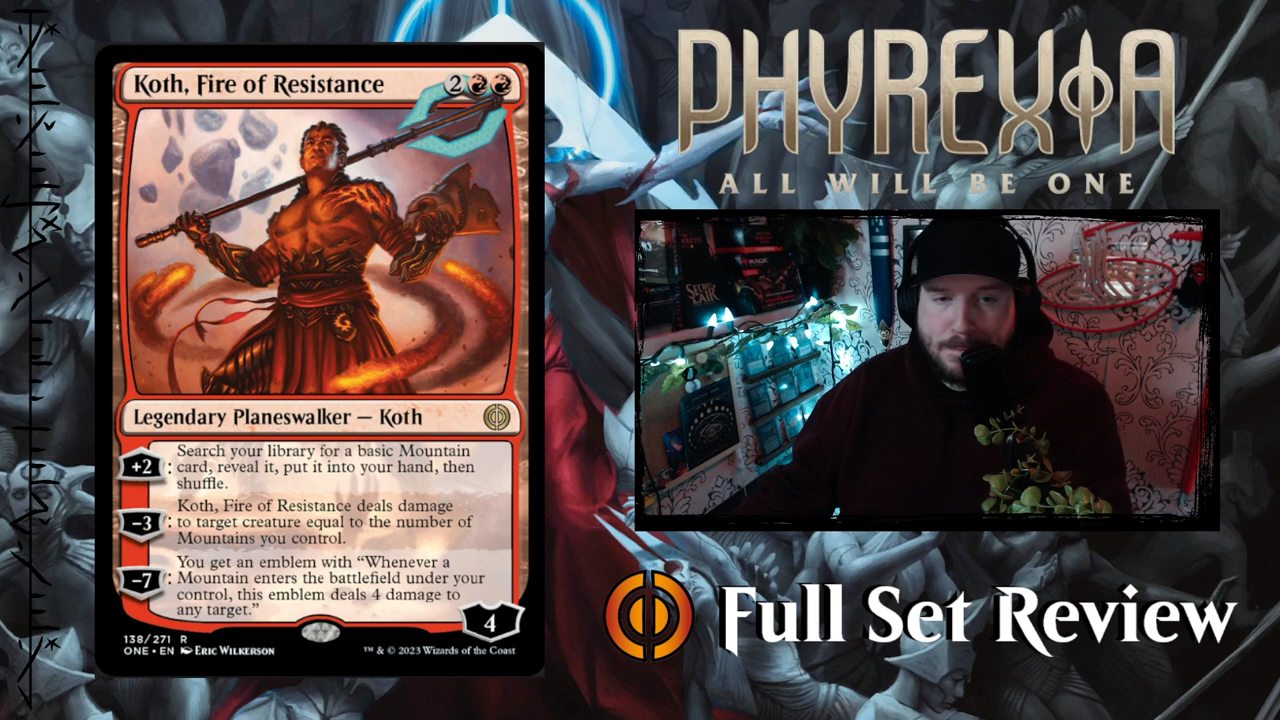 Koth, Fire of Resistance 2
Legendary Planeswalker — Koth
+2: Search your library for a basic Mountain
card, reveal it, put it into your hand, then
shuffle.
−3: Koth, Fire of Resistance deals damage
to target creature equal to the number of
Mountains you control.
−7: You get an emblem with “Whenever a
Mountain enters the battlefield under your
control, this emblem deals 4 damage to
any target.”
4
138/271 R
ONE • EN Eric Wilkerson
™ & © 2023 Wizards of the Coast
PHYREXIA
ALL WILL BE ONE
SECRET
LAIR
Full Set Review